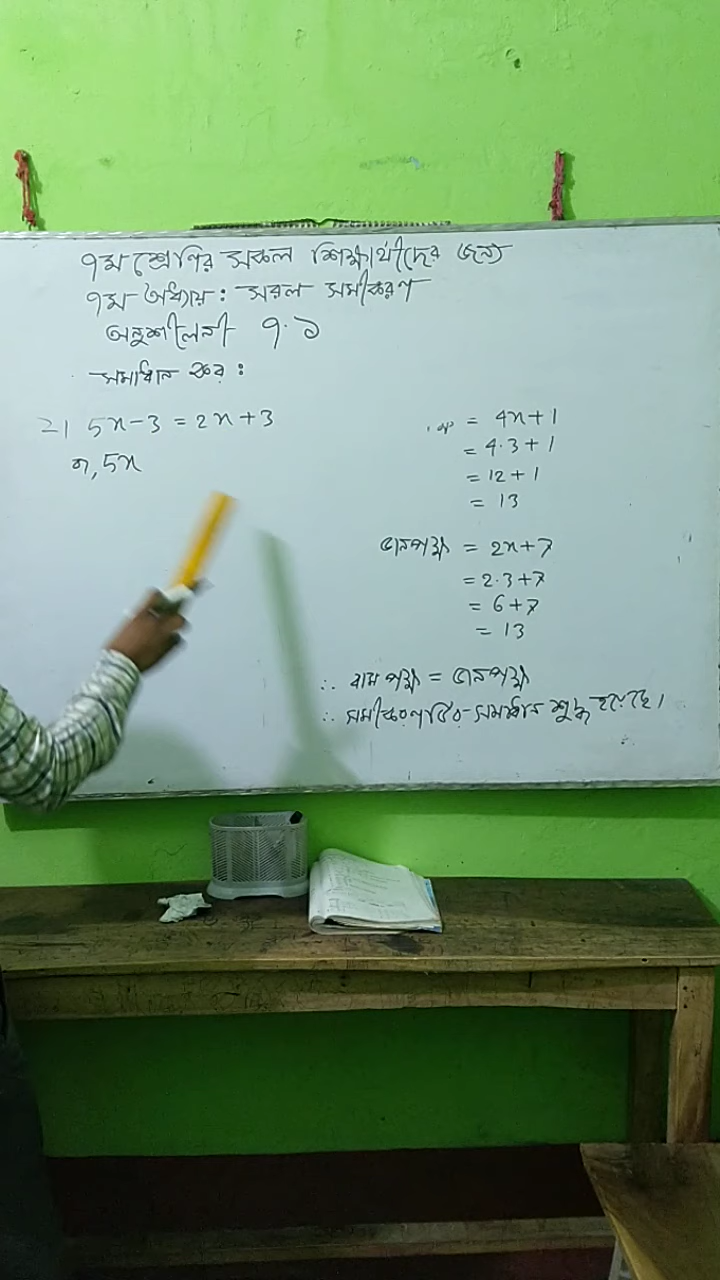 ৭ম শ্রেণির সকল শিক্ষার্থীদের জন্য
৭ম অধ্যায় : সরল সমীকরণ
অনুশীলনী ৭.১
সমাধান কর :
২। 5x - 3 = 2x + 3
বা, 5x
= 4x + 1
= 4.3 + 1
= 12 + 1
= 13
ডানপক্ষ = 2x + 7
= 2.3 + 7
= 6 + 7
= 13
∴ বাম পক্ষ = ডানপক্ষ
∴ সমীকরণটির সমাধান শুদ্ধ হয়েছে।